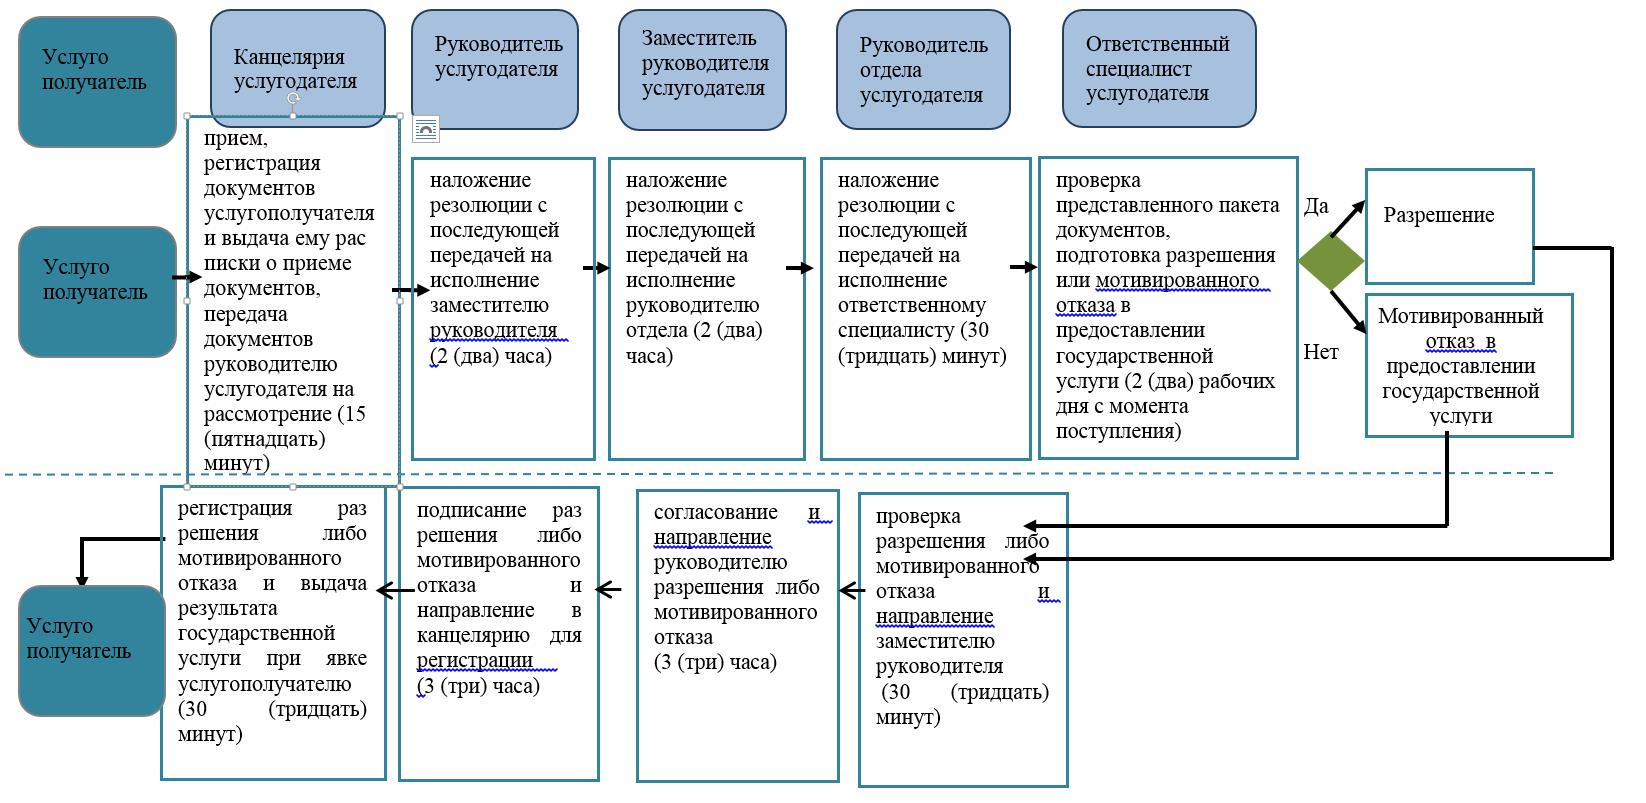 Услуго
получатель
Канцелярия
услугодателя
Руководитель
услугодателя
Заместитель
руководителя
услугодателя
Руководитель
отдела
услугодателя
Ответственный
специалист
услугодателя
Услуго
получатель
прием,
регистрация
документов
услугополучателя
и выдача ему рас
писки о приеме
документов,
передача
документов
руководителю
услугодателя на
рассмотрение (15
(пятнадцать)
минут)
наложение
резолюции с
последующей
передачей на
исполнение
заместителю
руководителя
(2 (два) часа)
наложение
резолюции с
последующей
передачей на
исполнение
руководителю
отдела (2 (два)
часа)
наложение
резолюции с
последующей
передачей на
исполнение
ответственному
специалисту (30
(тридцать) минут)
проверка
представленного пакета
документов,
подготовка разрешения
или мотивированного
отказа в
предоставлении
государственной
услуги (2 (два) рабочих
дня с момента
поступления)
Да
Нет
Разрешение
Мотивированный
отказ в
предоставлении
государственной
услуги
Услуго
получатель
регистрация раз
решения либо
мотивированного
отказа и выдача
результата
государственной
услуги при явке
услугополучателю
(30 (тридцать)
минут)
подписание раз
решения либо
мотивированного
отказа и
направление в
канцелярию для
регистрации
(3 (три) часа)
согласование и
направление
руководителю
разрешения либо
мотивированного
отказа
(3 (три) часа)
проверка
разрешения либо
мотивированного
отказа и
направление
заместителю
руководителя
(30 (тридцать)
минут)